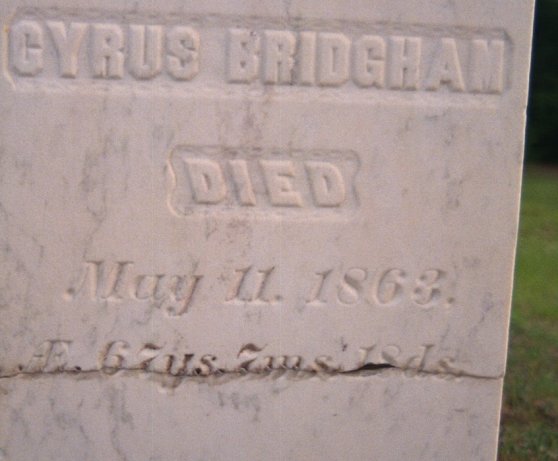 CYRUS BRIDGHAM
DIED
May 11. 1863.
Æ. 67ys. 7ms. 18ds.